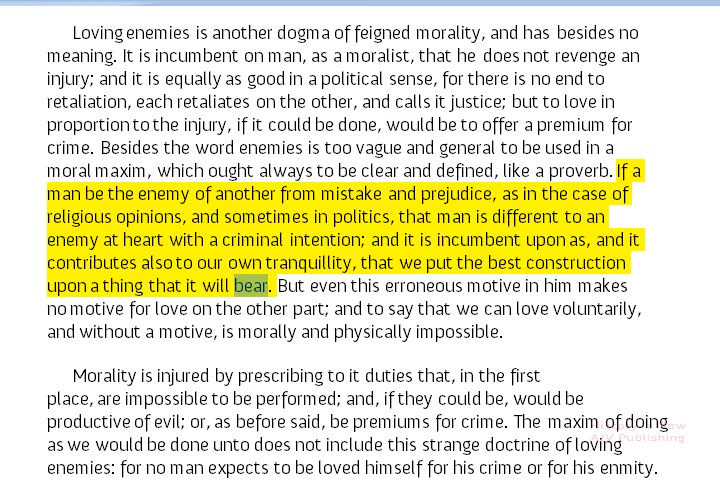 Loving enemies is another dogma of feigned morality, and has besides no
meaning. It is incumbent on man, as a moralist, that he does not revenge an
injury; and it is equally as good in a political sense, for there is no end to
retaliation, each retaliates on the other, and calls it justice; but to love in
proportion to the injury, if it could be done, would be to offer a premium for
crime. Besides the word enemies is too vague and general to be used in a
moral maxim, which ought always to be clear and defined, like a proverb. If a
man be the enemy of another from mistake and prejudice, as in the case of
religious opinions, and sometimes in politics, that man is different to an
enemy at heart with a criminal intention; and it is incumbent upon as, and it
contributes also to our own tranquillity, that we put the best construction
upon a thing that it will bear. But even this erroneous motive in him makes
no motive for love on the other part; and to say that we can love voluntarily,
and without a motive, is morally and physically impossible.
Morality is injured by prescribing to it duties that, in the first
place, are impossible to be performed; and, if they could be, would be
productive of evil; or, as before said, be premiums for crime. The maxim of doing
as we would be done unto does not include this strange doctrine of loving
enemies: for no man expects to be loved himself for his crime or for his enmity.
A/V Publishing